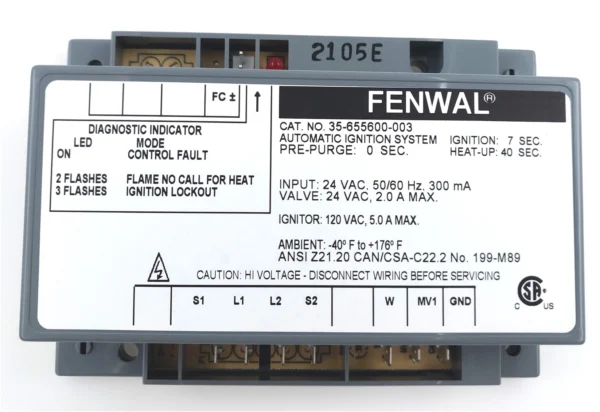 2105E
FC ±
FENWAL®
DIAGNOSTIC INDICATOR
LED MODE
ON CONTROL FAULT
2 FLASHES FLAME NO CALL FOR HEAT
3 FLASHES IGNITION LOCKOUT
CAT. NO. 35-655600-003
AUTOMATIC IGNITION SYSTEM IGNITION: 7 SEC.
PRE-PURGE: 0 SEC. HEAT-UP: 40 SEC.
INPUT: 24 VAC, 50/60 Hz, 300 mA
VALVE: 24 VAC, 2.0 A MAX.
IGNITOR: 120 VAC, 5.0 A MAX.
AMBIENT: -40º F to +176º F
ANSI Z21.20 CAN/CSA-C22.2 No. 199-M89
CAUTION: HI VOLTAGE - DISCONNECT WIRING BEFORE SERVICING
S1 L1 L2 S2 W MV1 GND
SA
C US